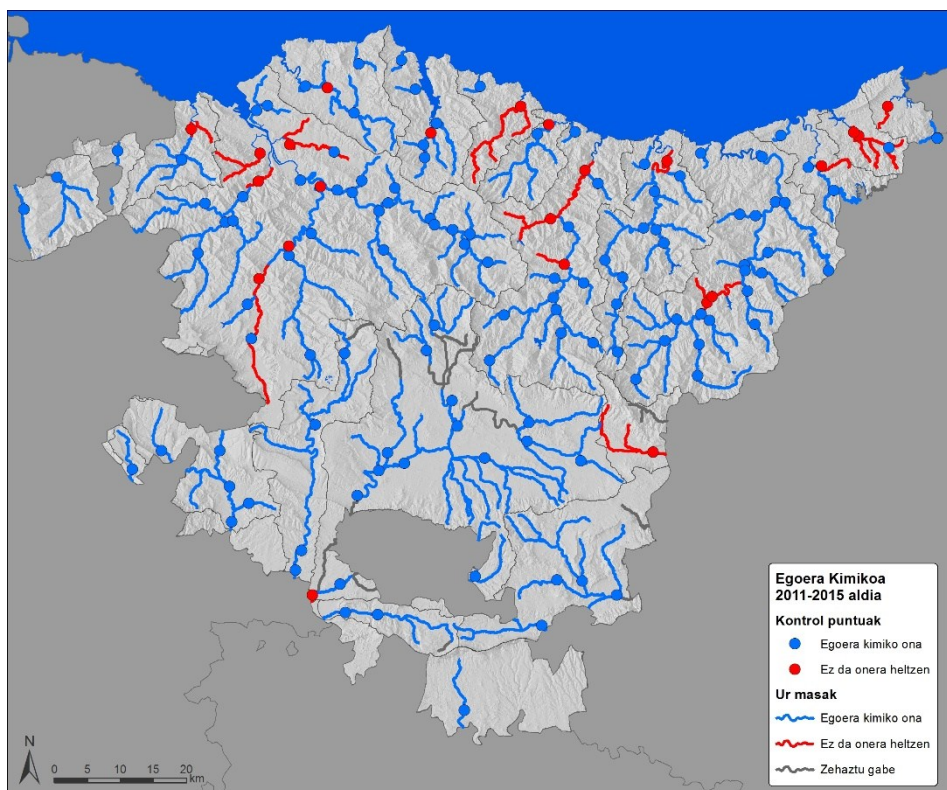 Egoera Kimikoa
2011-2015 aldia
Kontrol puntuak
Egoera kimiko ona
Ez da onera heltzen
Ur masak
Egoera kimiko ona
Ez da onera heltzen
Zehaztu gabe
N
0 5 10 15 20
km